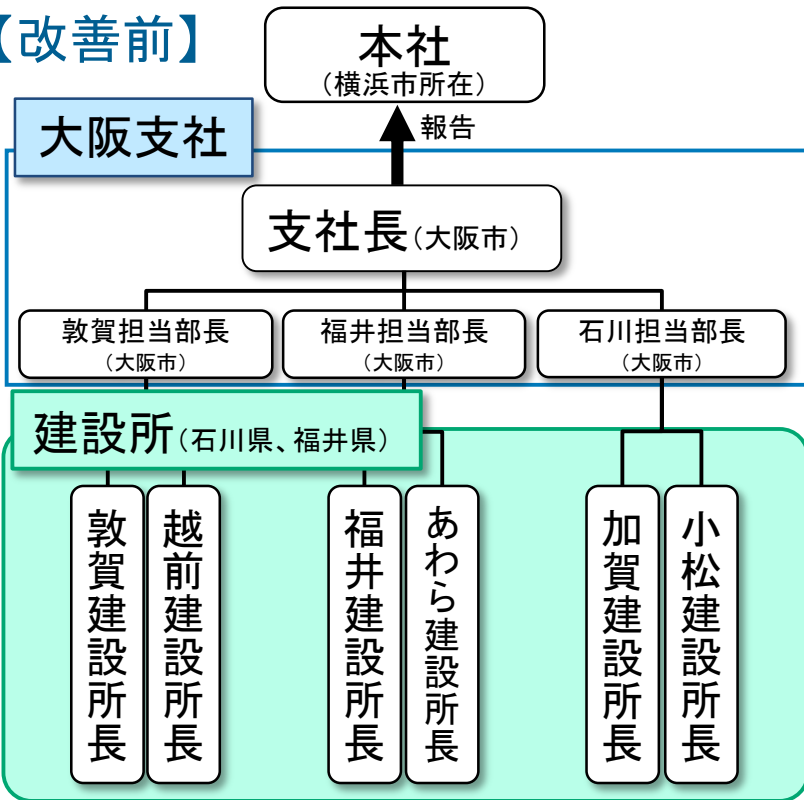 【改善前】
本社
(横浜市所在)
報告
大阪支社
支社長(大阪市)
敦賀担当部長
(大阪市)
福井担当部長
(大阪市)
石川担当部長
(大阪市)
建設所(石川県、福井県)
敦賀建設所長
越前建設所長
福井建設所長
あわら建設所長
加賀建設所長
小松建設所長